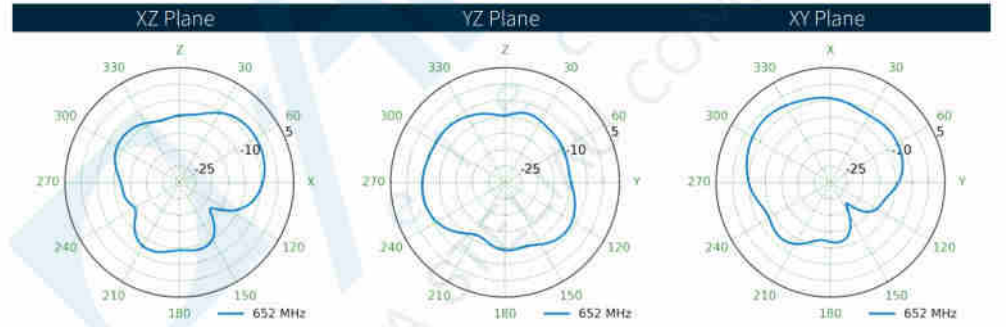 XZ Plane YZ Plane XY Plane
Z Z X
330 30 330 30 330 30
300 60 300 60 300 60
5 5 5
-10 -10 -10
-25 -25 -25
270 X 270 Y 270 Y
240 120 240 120 240 120
210 150 210 150 210 150
180 652 MHz 180 652 MHz 180 652 MHz